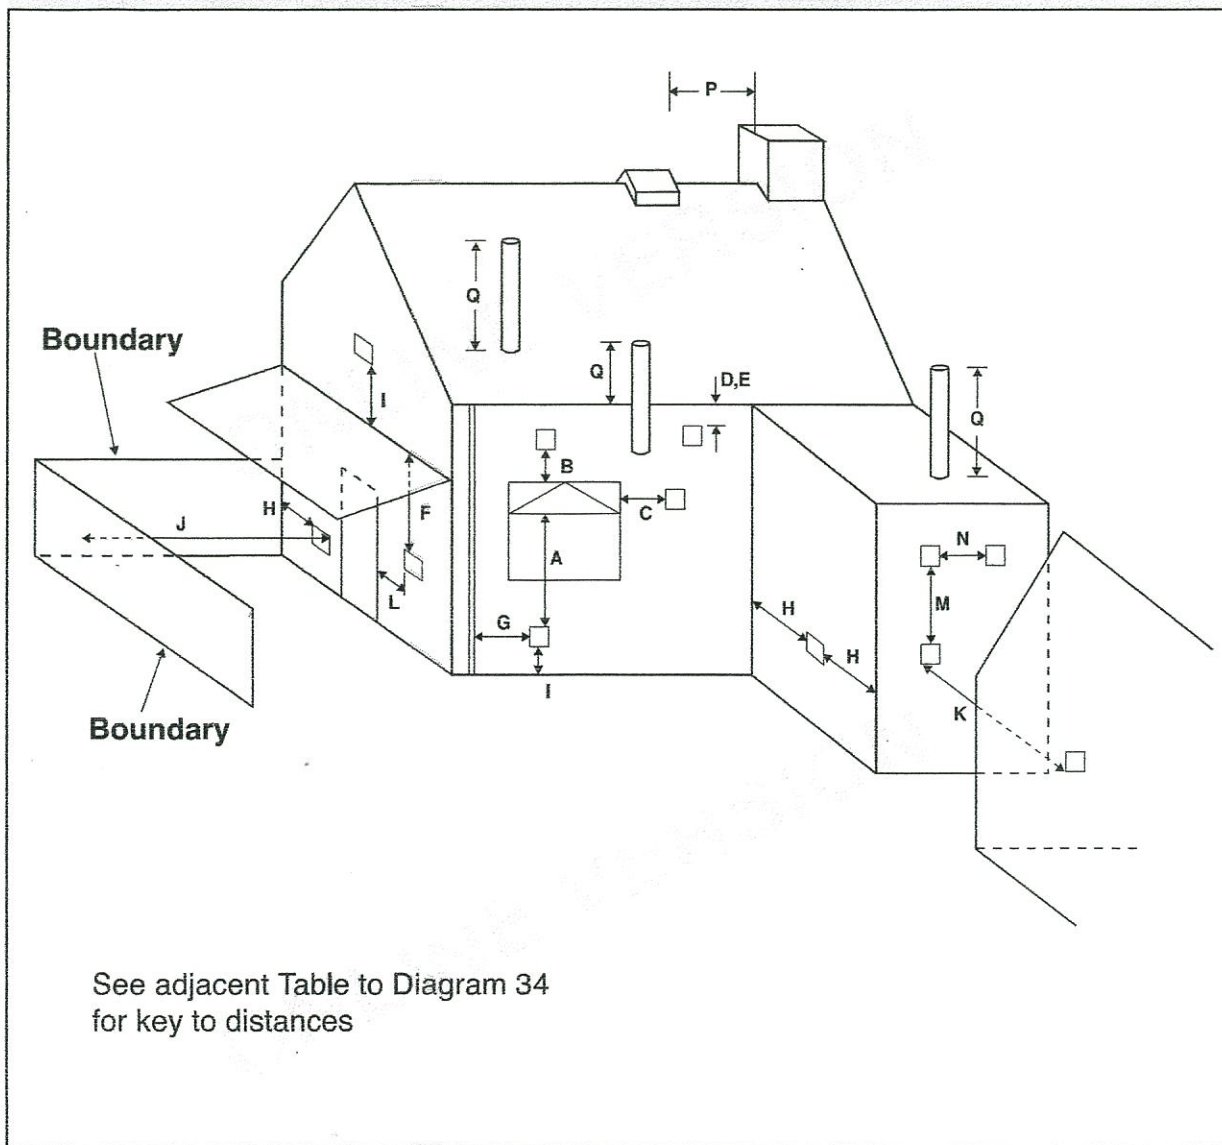 P
Q
Boundary
Q
D,E
Q
I
B
H
J
F
C
N
A
L
M
G
H
H
I
K
Boundary
See adjacent Table to Diagram 34
for key to distances